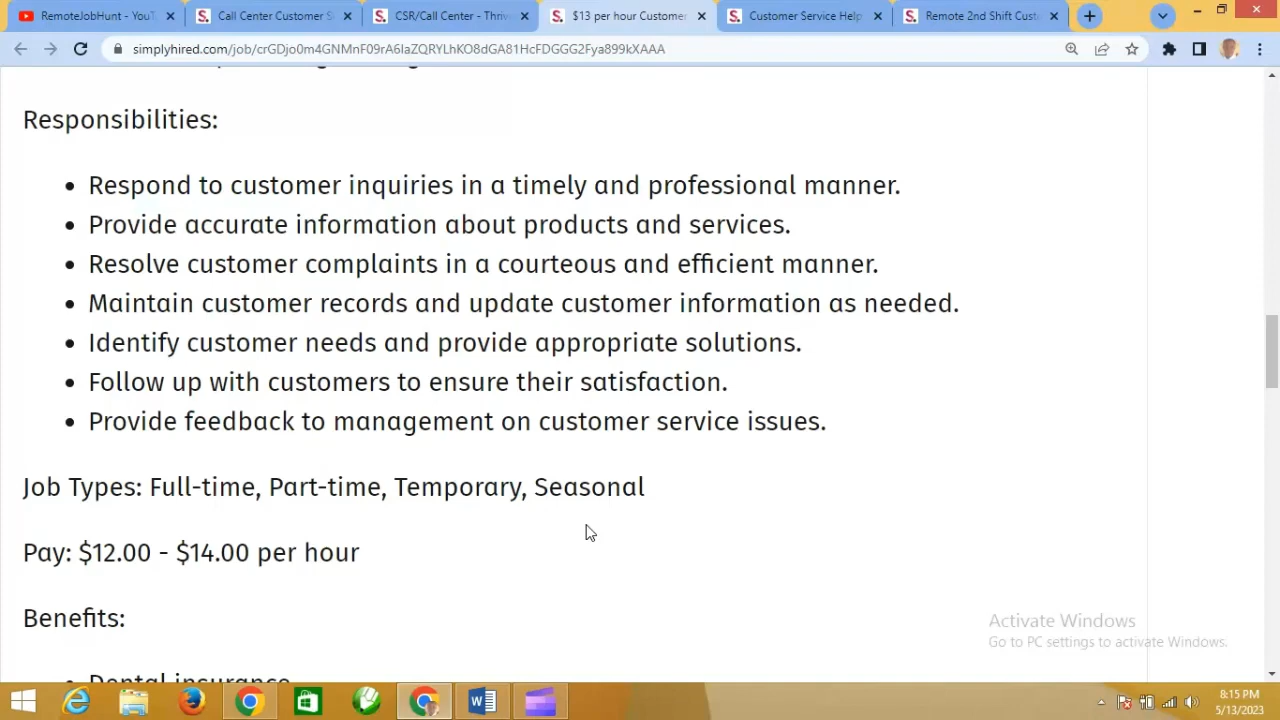 RemoteJobHunt - YouT
Call Center Customer S
CSR/Call Center - Thriv
$13 per hour Customer
Customer Service Help
Remote 2nd Shift Cust
simplyhired.com/job/crGDjo0m4GNMnF09rA6IaZQRYLhKO8dGA81HcFDGGG2Fya899kXAAA
Responsibilities:
• Respond to customer inquiries in a timely and professional manner.
• Provide accurate information about products and services.
• Resolve customer complaints in a courteous and efficient manner.
• Maintain customer records and update customer information as needed.
• Identify customer needs and provide appropriate solutions.
• Follow up with customers to ensure their satisfaction.
• Provide feedback to management on customer service issues.
Job Types: Full-time, Part-time, Temporary, Seasonal
Pay: $12.00 - $14.00 per hour
Benefits:
• Dental insurance
Activate Windows
Go to PC settings to activate Windows.
8:15 PM
5/13/2023